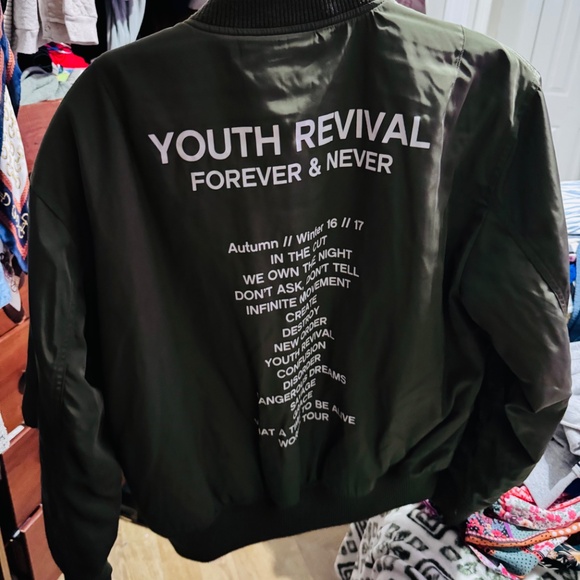 YOUTH REVIVAL
FOREVER & NEVER
Autumn // Winter 16 // 17
IN THE CUT
WE OWN THE NIGHT
DON'T ASK, DON'T TELL
INFINITE MOVEMENT
CREATE
DESTROY
NEW ORDER
YOUTH REVIVAL
CONFUSION
DISORDER
DANGEROUS DREAMS
TO BE ALIVE
TOUR